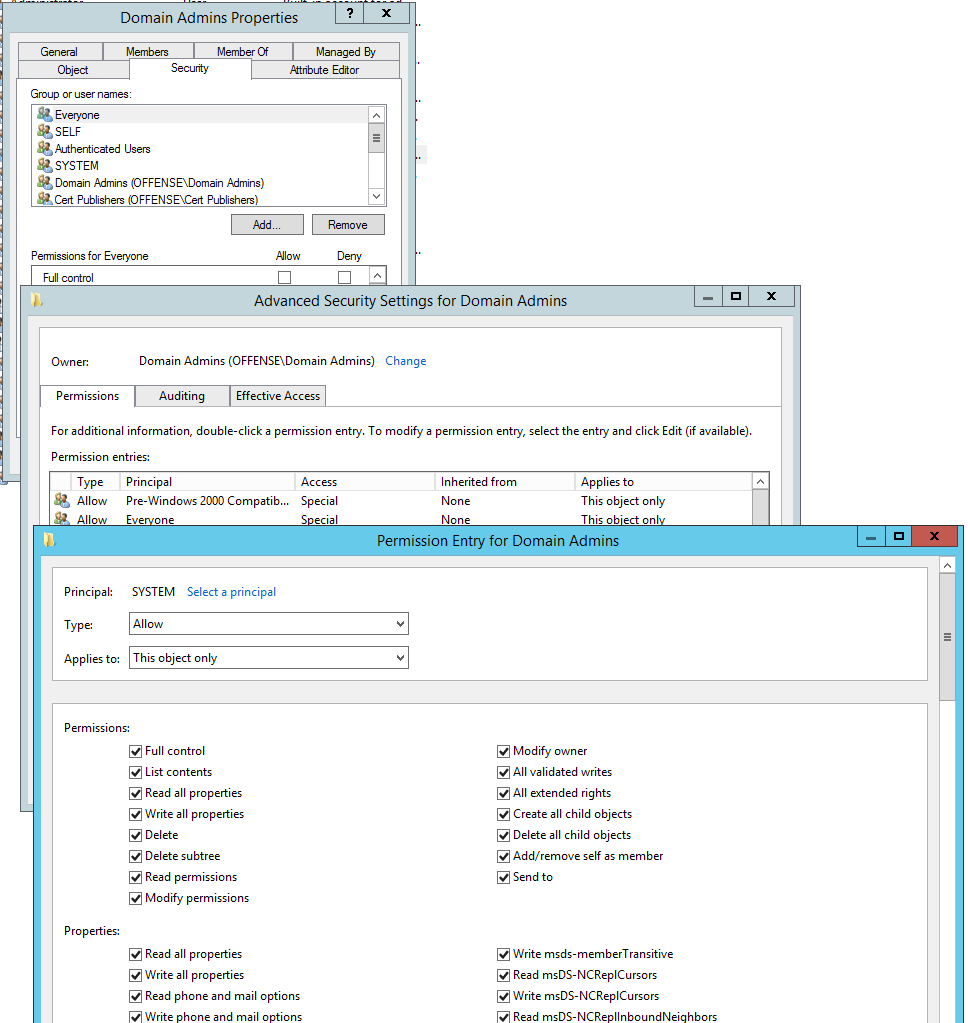 Domain Admins Properties
?
X
General Members Member Of Managed By
Object Security Attribute Editor
Group or user names:
Everyone
SELF
Authenticated Users
SYSTEM
Domain Admins (OFFENSE\Domain Admins)
Cert Publishers (OFFENSE\Cert Publishers)
Add... Remove
Permissions for Everyone Allow Deny
Full control
Advanced Security Settings for Domain Admins
X
Owner: Domain Admins (OFFENSE\Domain Admins) Change
Permissions Auditing Effective Access
For additional information, double-click a permission entry. To modify a permission entry, select the entry and click Edit (if available).
Permission entries:
Type Principal Access Inherited from Applies to
Allow Pre-Windows 2000 Compatib... Special None This object only
Allow Everyone Special None This object only
Permission Entry for Domain Admins
X
Principal: SYSTEM Select a principal
Type: Allow
Applies to: This object only
Permissions:
Full control Modify owner
List contents All validated writes
Read all properties All extended rights
Write all properties Create all child objects
Delete Delete all child objects
Delete subtree Add/remove self as member
Read permissions Send to
Modify permissions
Properties:
Read all properties Write msds-memberTransitive
Write all properties Read msDS-NCReplCursors
Read phone and mail options Write msDS-NCReplCursors
Write phone and mail options Read msDS-NCReplInboundNeighbors